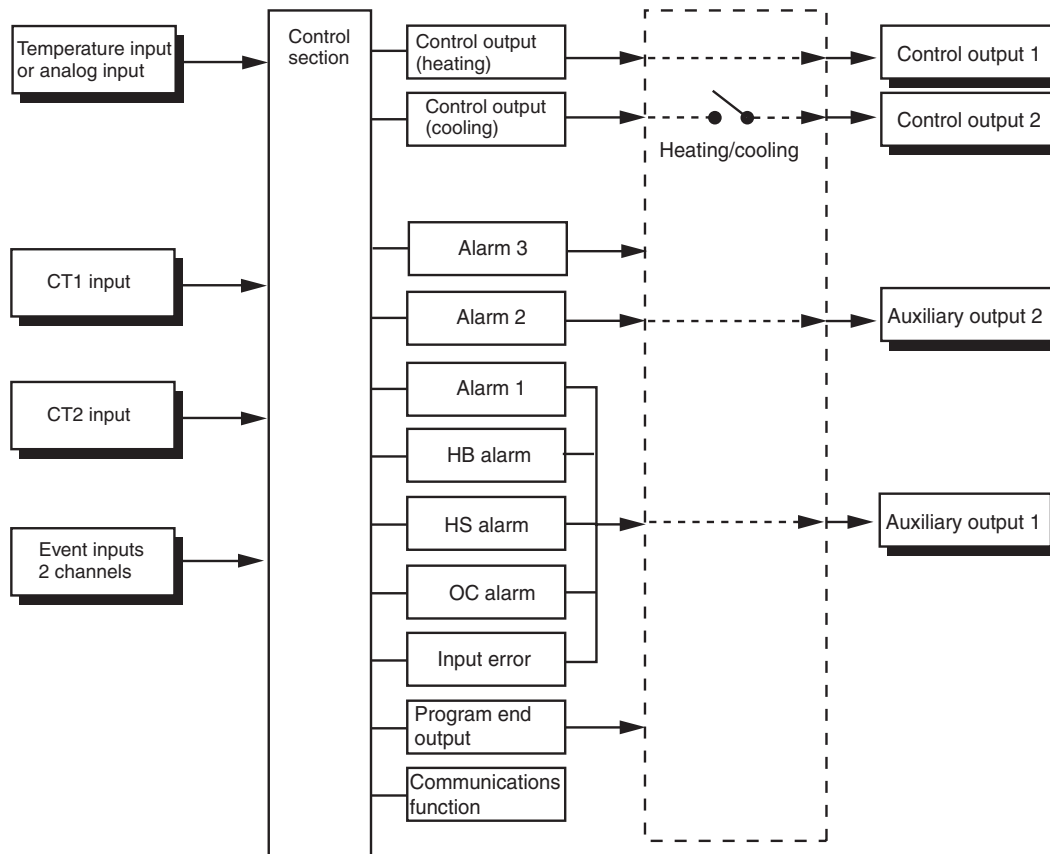 Temperature input
or analog input
CT1 input
CT2 input
Event inputs
2 channels
Control
section
Control output
(heating)
Control output
(cooling)
Alarm 3
Alarm 2
Alarm 1
HB alarm
HS alarm
OC alarm
Input error
Program end
output
Communications
function
Heating/cooling
Control output 1
Control output 2
Auxiliary output 2
Auxiliary output 1